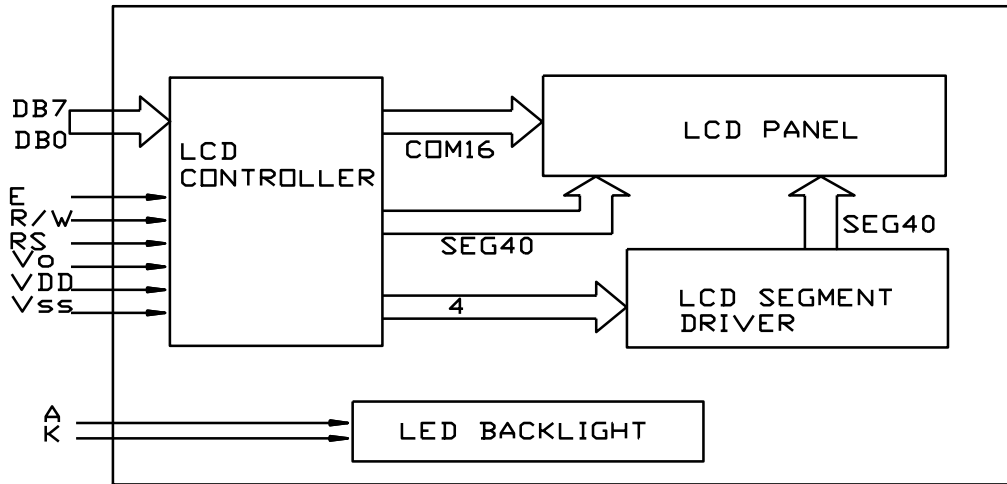 DB7
DB0
E
R/W
RS
Vo
VDD
Vss
LCD
CONTROLLER
COM16
LCD PANEL
SEG40
SEG40
4
LCD SEGMENT
DRIVER
A
K
LED BACKLIGHT